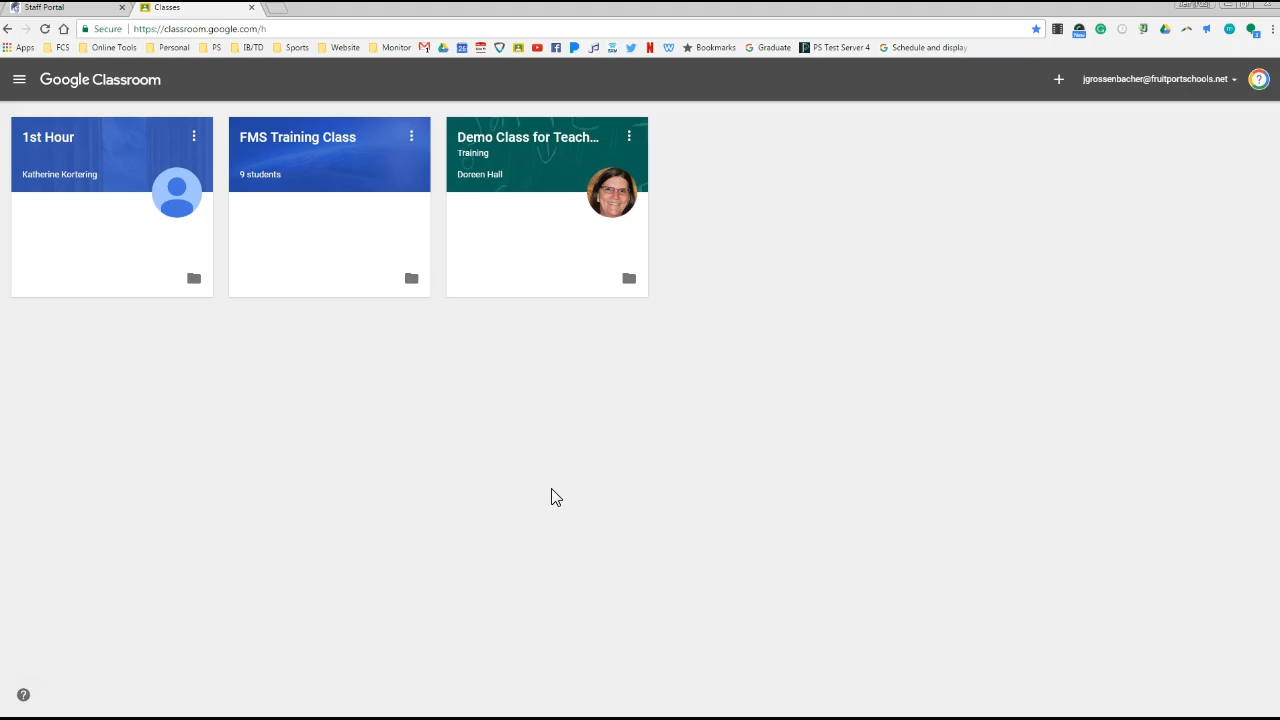 Staff Portal
Classes
Secure
https://classroom.google.com/h
Apps
FCS
Online Tools
Personal
PS
IB/TD
Sports
Website
Monitor
Bookmarks
Graduate
PS Test Server 4
Schedule and display
Google Classroom
jgrossenbacher@fruitportschools.net
1st Hour
Katherine Kortering
FMS Training Class
9 students
Demo Class for Teach...
Training
Doreen Hall